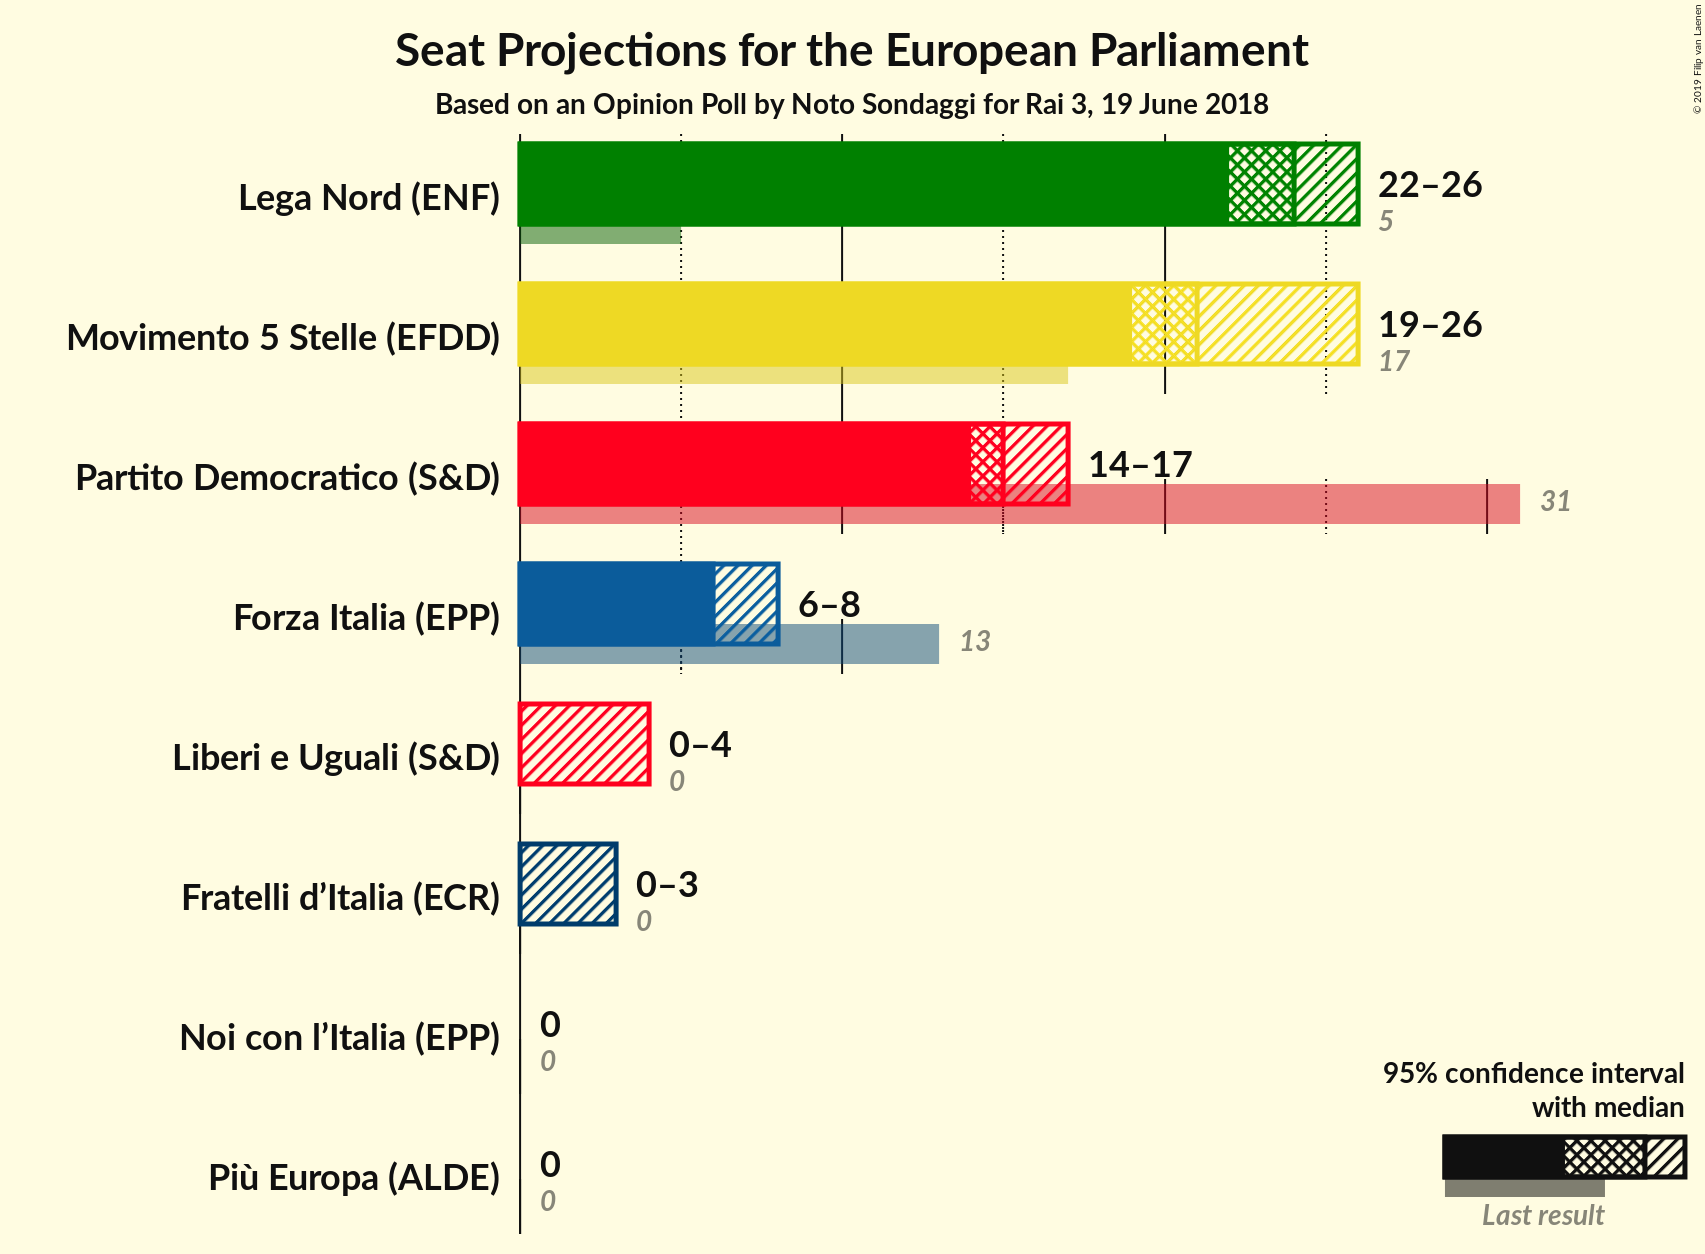 Seat Projections for the European Parliament
Based on an Opinion Poll by Noto Sondaggi for Rai 3, 19 June 2018
© 2019 Filip van Laenen
Lega Nord (ENF)
22–26
5
Movimento 5 Stelle (EFDD)
19–26
17
Partito Democratico (S&D)
14–17
31
Forza Italia (EPP)
6–8
13
Liberi e Uguali (S&D)
0–4
0
Fratelli d’Italia (ECR)
0–3
0
Noi con l’Italia (EPP)
0
0
Più Europa (ALDE)
0
0
95% confidence interval
with median
Last result